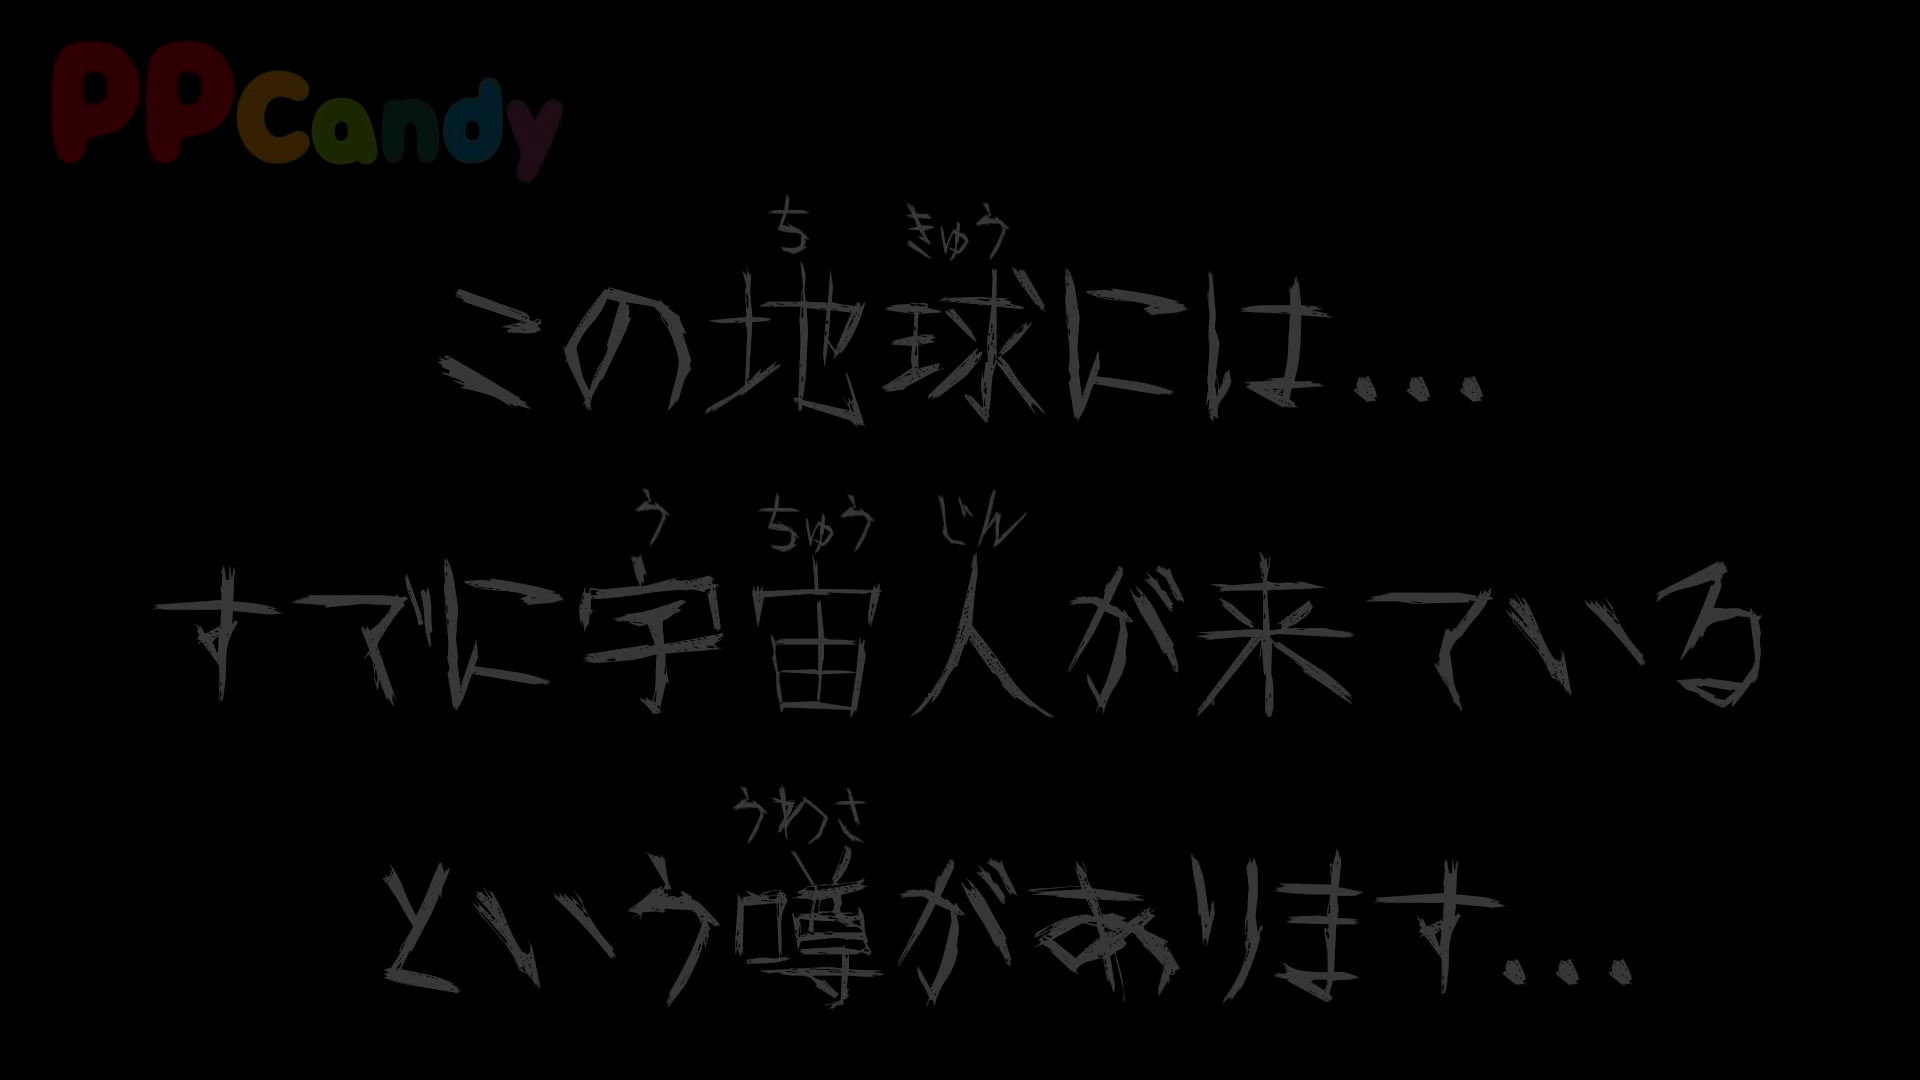 PPCandy
ち きゅう
この地球には...
う ちゅう じん
すでに宇宙人が来ている
うわさ
という噂があります...